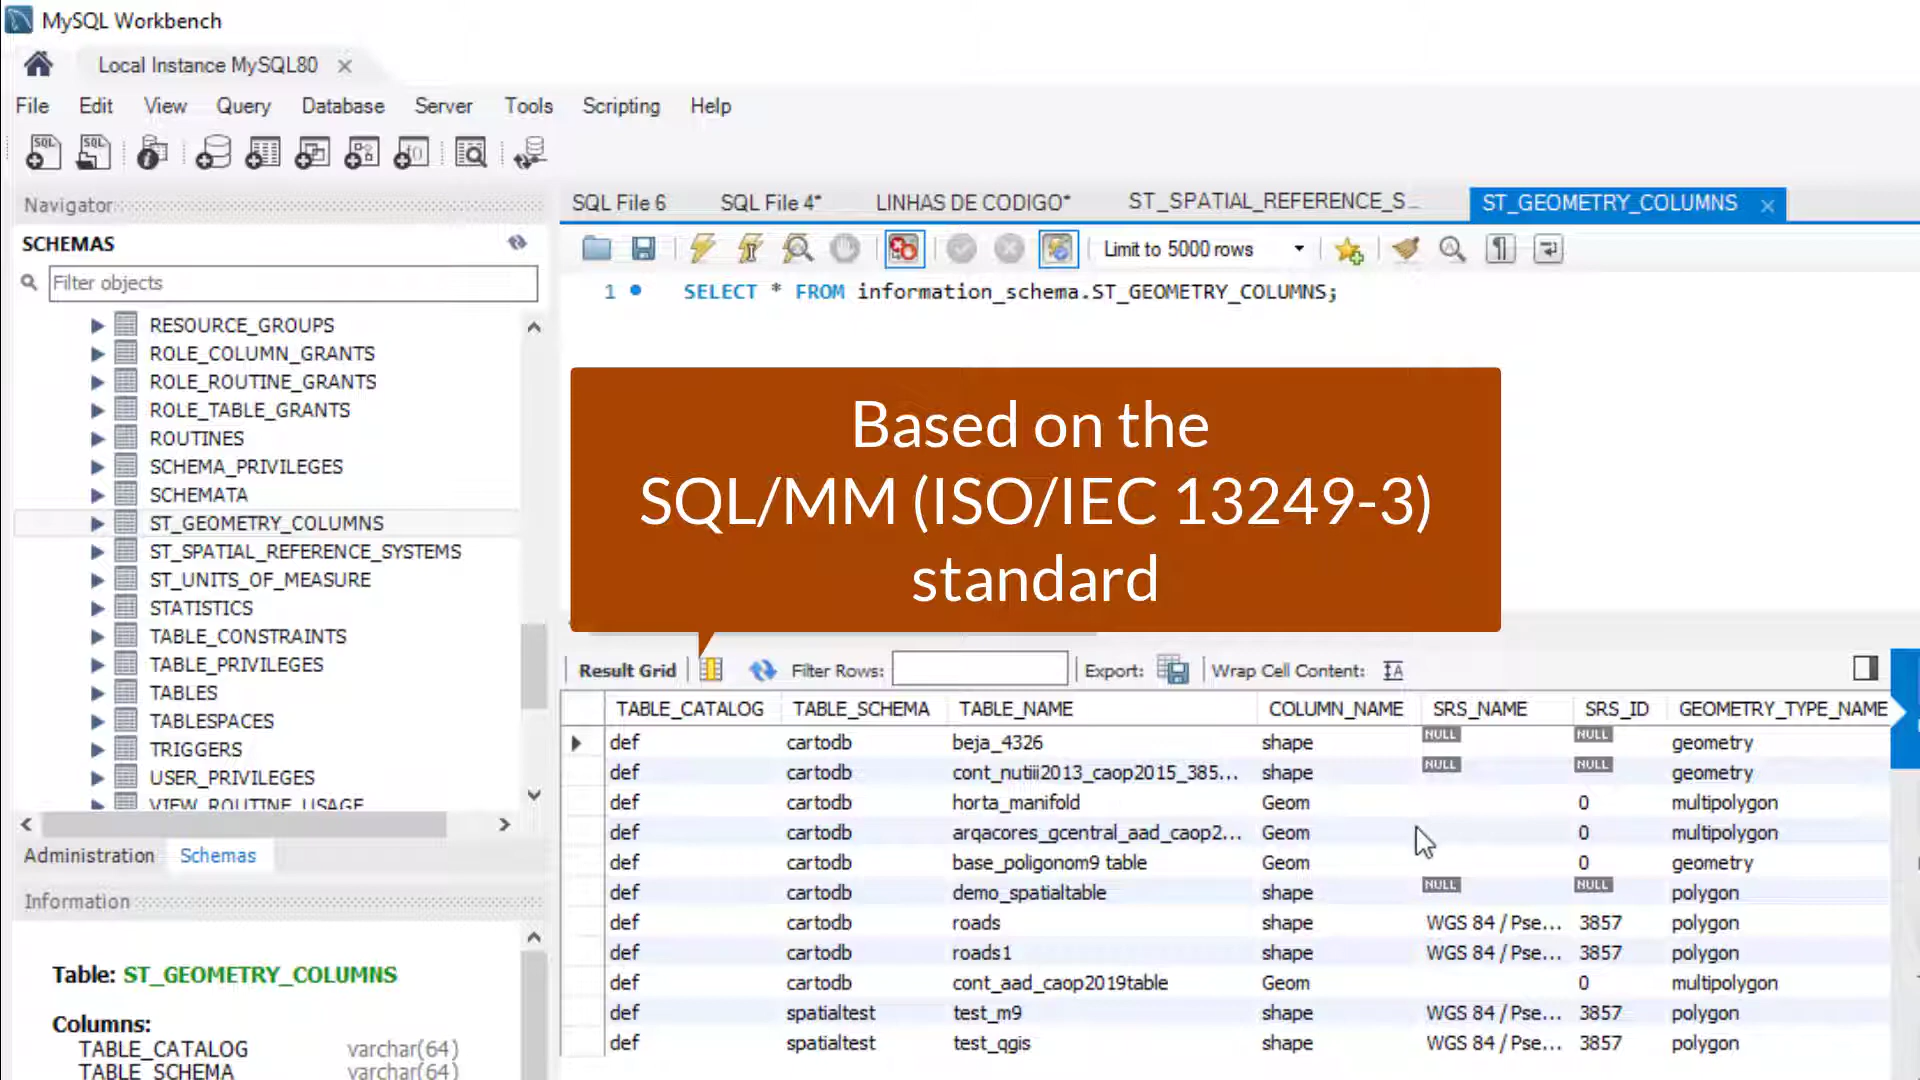 MySQL Workbench
Local Instance MySQL80
File Edit View Query Database Server Tools Scripting Help
Navigator
SCHEMAS
Filter objects
RESOURCE_GROUPS
ROLE_COLUMN_GRANTS
ROLE_ROUTINE_GRANTS
ROLE_TABLE_GRANTS
ROUTINES
SCHEMA_PRIVILEGES
SCHEMATA
ST_GEOMETRY_COLUMNS
ST_SPATIAL_REFERENCE_SYSTEMS
ST_UNITS_OF_MEASURE
STATISTICS
TABLE_CONSTRAINTS
TABLE_PRIVILEGES
TABLES
TABLESPACES
TRIGGERS
USER_PRIVILEGES
VIEW_ROUTINE_USAGE
Administration Schemas
Information
Table: ST_GEOMETRY_COLUMNS
Columns:
TABLE_CATALOG varchar(64)
TABLE_SCHEMA varchar(64)
SQL File 6 SQL File 4* LINHAS DE CODIGO* ST_SPATIAL_REFERENCE_S... ST_GEOMETRY_COLUMNS
Limit to 5000 rows
1 SELECT * FROM information_schema.ST_GEOMETRY_COLUMNS;
Based on the
SQL/MM (ISO/IEC 13249-3)
standard
Result Grid Filter Rows: Export: Wrap Cell Content:
TABLE_CATALOG TABLE_SCHEMA TABLE_NAME COLUMN_NAME SRS_NAME SRS_ID GEOMETRY_TYPE_NAME
def cartodb beja_4326 shape NULL NULL geometry
def cartodb cont_nutiii2013_caop2015_385... shape NULL NULL geometry
def cartodb horta_manifold Geom 0 multipolygon
def cartodb arqacores_gcentral_aad_caop2... Geom 0 multipolygon
def cartodb base_poligonom9 table Geom 0 geometry
def cartodb demo_spatialtable shape NULL NULL polygon
def cartodb roads shape WGS 84 / Pse... 3857 polygon
def cartodb roads1 shape WGS 84 / Pse... 3857 polygon
def cartodb cont_aad_caop2019table Geom 0 multipolygon
def spatialtest test_m9 shape WGS 84 / Pse... 3857 polygon
def spatialtest test_qgis shape WGS 84 / Pse... 3857 polygon